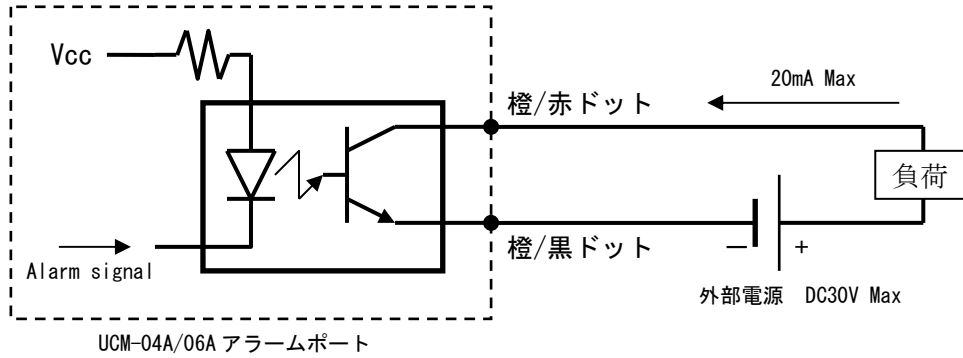 Vcc
20mA Max
橙/赤ドット
負荷
橙/黒ドット
− +
Alarm signal
外部電源 DC30V Max
UCM-04A/06A アラームポート